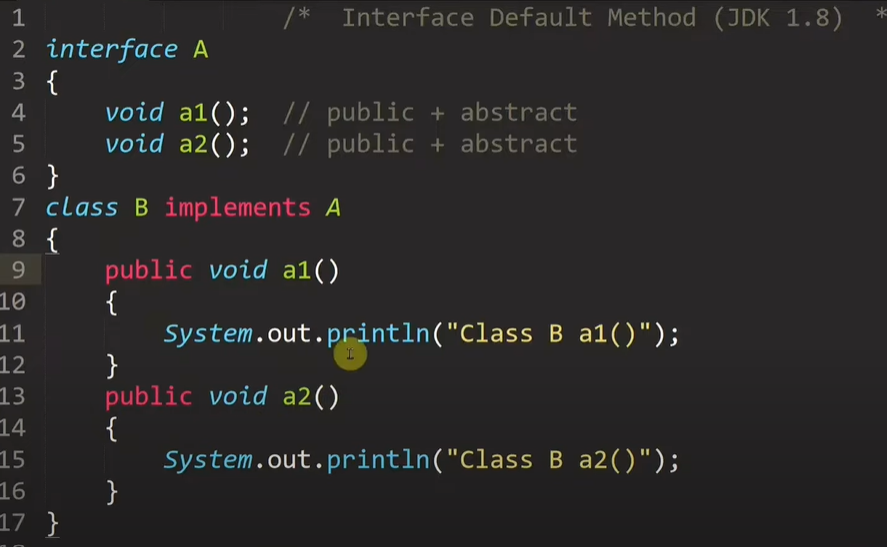 1 /* Interface Default Method (JDK 1.8) *
2 interface A
3 {
4 void a1(); // public + abstract
5 void a2(); // public + abstract
6 }
7 class B implements A
8 {
9 public void a1()
10 {
11 System.out.println("Class B a1()");
12 }
13 public void a2()
14 {
15 System.out.println("Class B a2()");
16 }
17 }